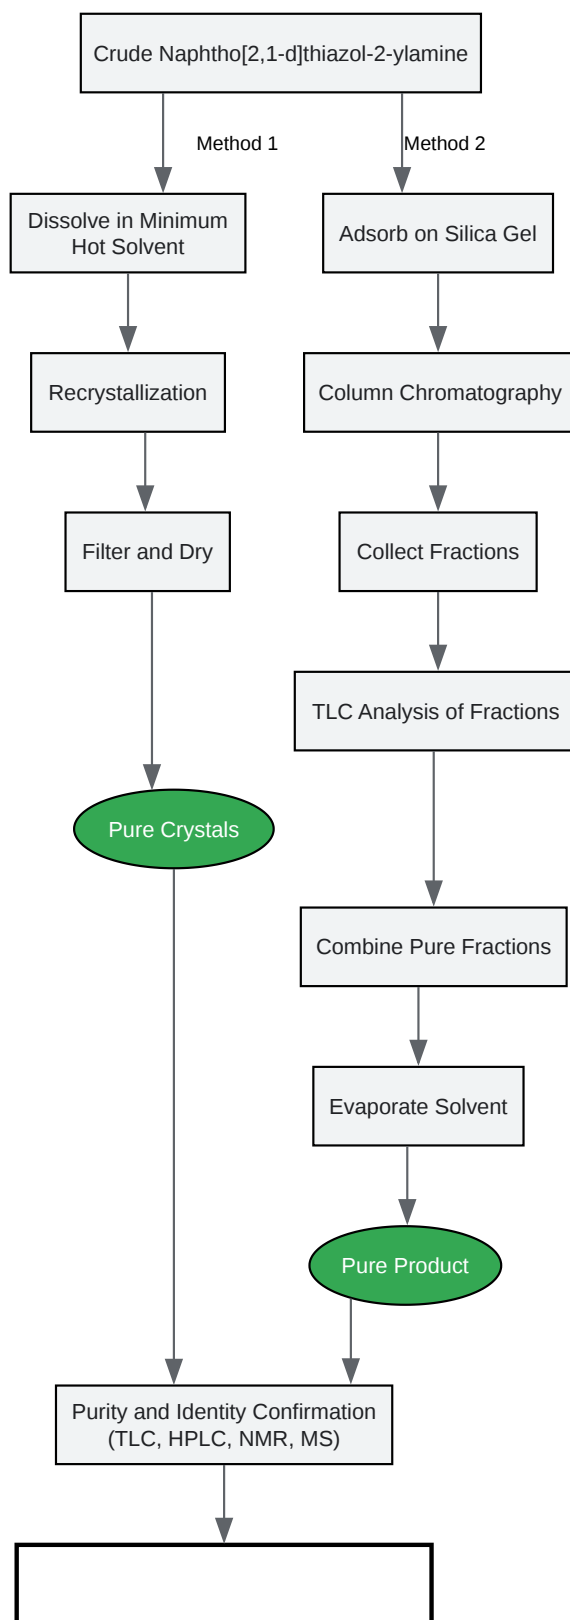 Crude Naphtho[2,1-d]thiazol-2-ylamine
Method 1
Method 2
Dissolve in Minimum
Hot Solvent
Adsorb on Silica Gel
Recrystallization
Column Chromatography
Filter and Dry
Collect Fractions
TLC Analysis of Fractions
Pure Crystals
Combine Pure Fractions
Evaporate Solvent
Pure Product
Purity and Identity Confirmation
(TLC, HPLC, NMR, MS)